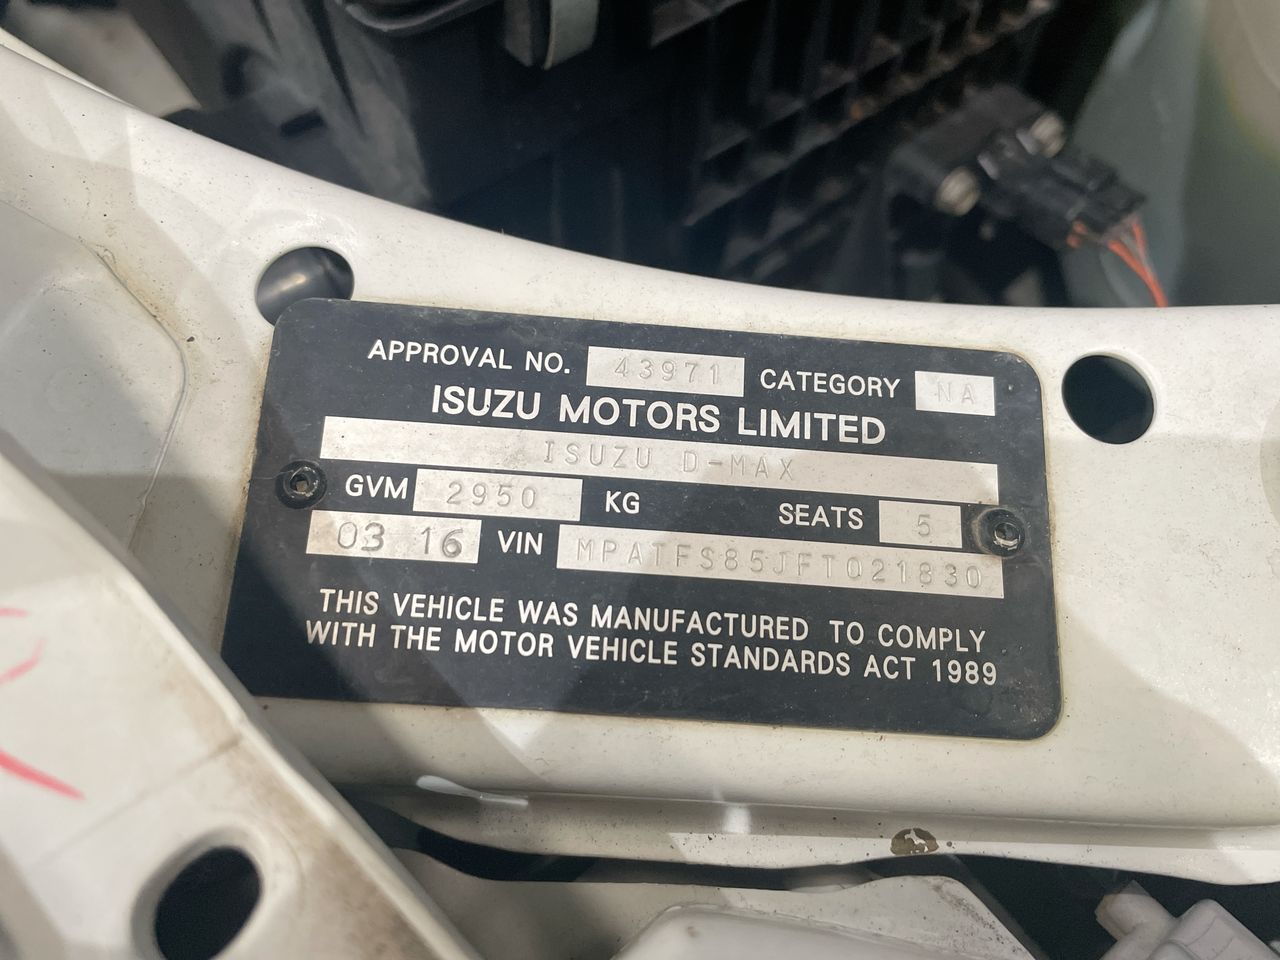 APPROVAL NO. 43971 CATEGORY NA
ISUZU MOTORS LIMITED
ISUZU D-MAX
GVM 2950 KG SEATS 5
03 16 VIN MPATFS85JFT021830
THIS VEHICLE WAS MANUFACTURED TO COMPLY
WITH THE MOTOR VEHICLE STANDARDS ACT 1989